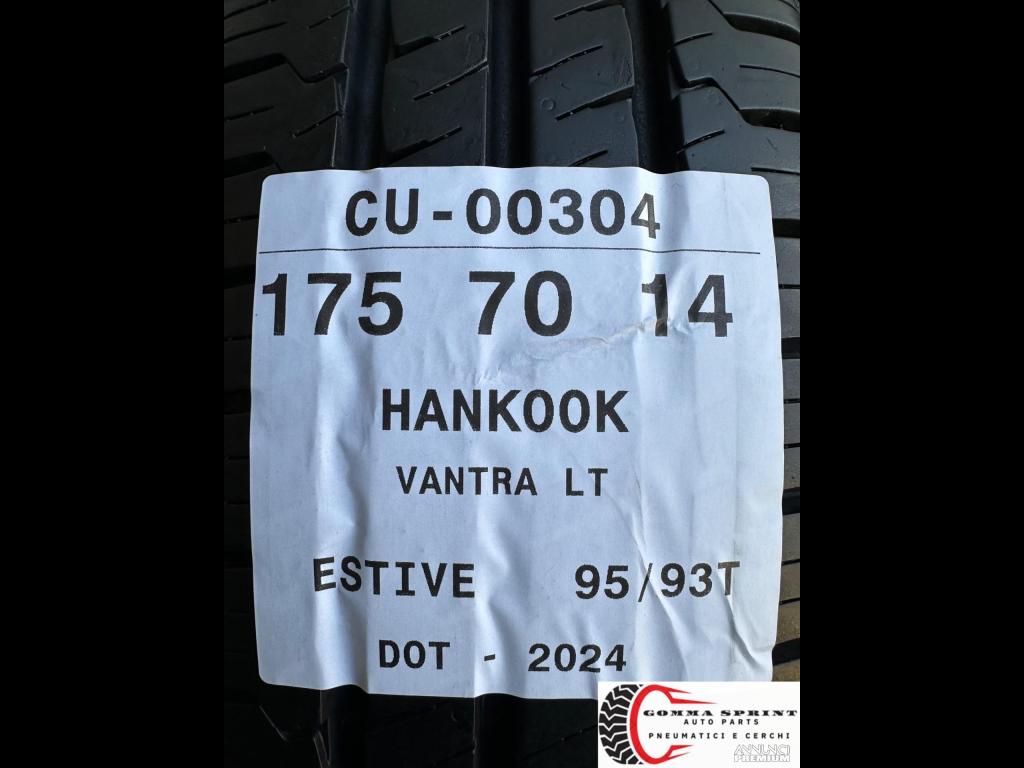 CU-00304
175 70 14
HANKOOK
VANTRA LT
ESTIVE 95/93T
DOT - 2024
GOMMA SPRINT
AUTO PARTS
PNEUMATICI E CERCHI
ANNUNCI
PREMIUM